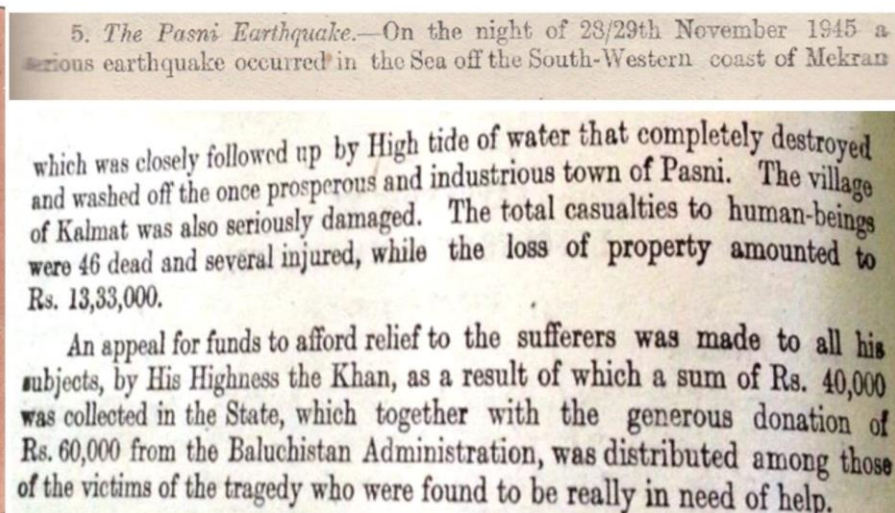 5. The Pasni Earthquake.—On the night of 28/29th November 1945 a
serious earthquake occurred in the Sea off the South-Western coast of Mekran
which was closely followed up by High tide of water that completely destroyed
and washed off the once prosperous and industrious town of Pasni. The village
of Kalmat was also seriously damaged. The total casualties to human-beings
were 46 dead and several injured, while the loss of property amounted to
Rs. 13,33,000.
An appeal for funds to afford relief to the sufferers was made to all his
subjects, by His Highness the Khan, as a result of which a sum of Rs. 40,000
was collected in the State, which together with the generous donation of
Rs. 60,000 from the Baluchistan Administration, was distributed among those
of the victims of the tragedy who were found to be really in need of help.